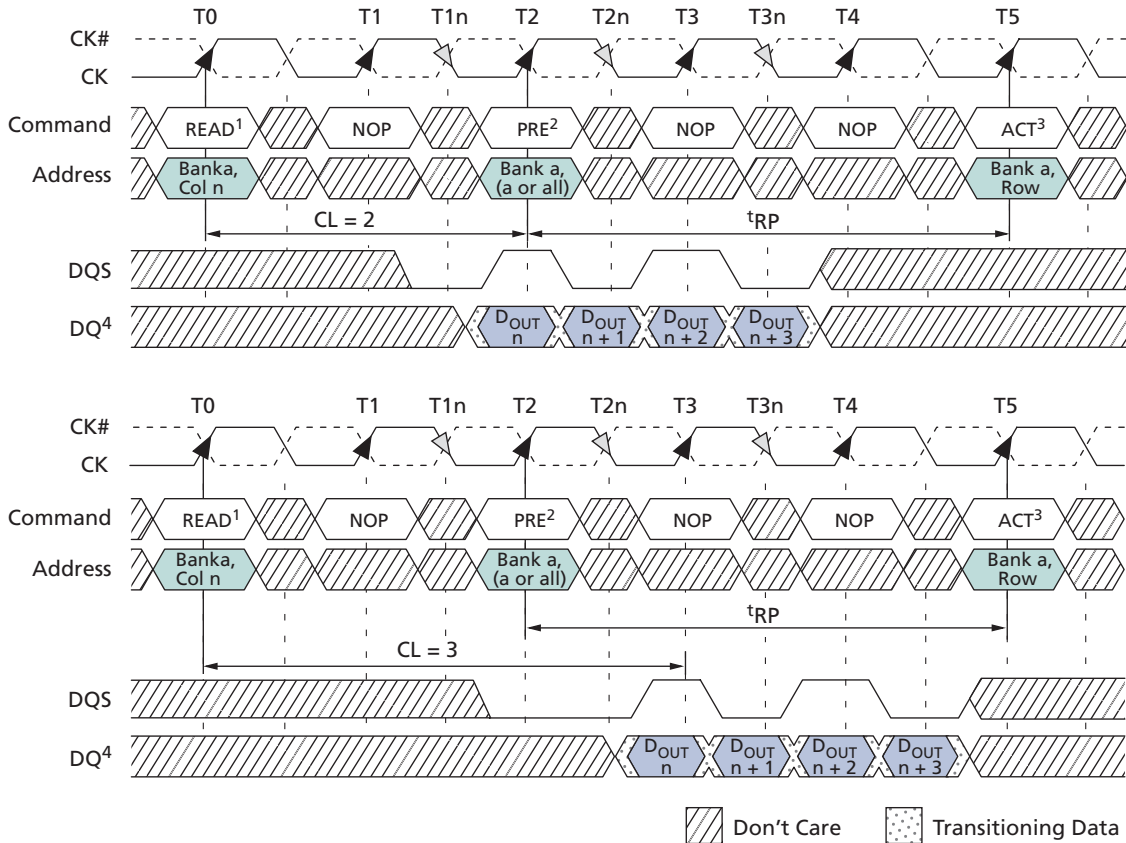 T0 T1 T1n T2 T2n T3 T3n T4 T5
CK#
CK
Command READ¹ NOP PRE² NOP NOP ACT³
Address Banka, Col n Bank a, (a or all) Bank a, Row
CL = 2 ᵗRP
DQS
DQ⁴ DOUT n DOUT n + 1 DOUT n + 2 DOUT n + 3
T0 T1 T1n T2 T2n T3 T3n T4 T5
CK#
CK
Command READ¹ NOP PRE² NOP NOP ACT³
Address Banka, Col n Bank a, (a or all) Bank a, Row
ᵗRP
CL = 3
DQS
DQ⁴ DOUT n DOUT n + 1 DOUT n + 2 DOUT n + 3
Don't Care Transitioning Data